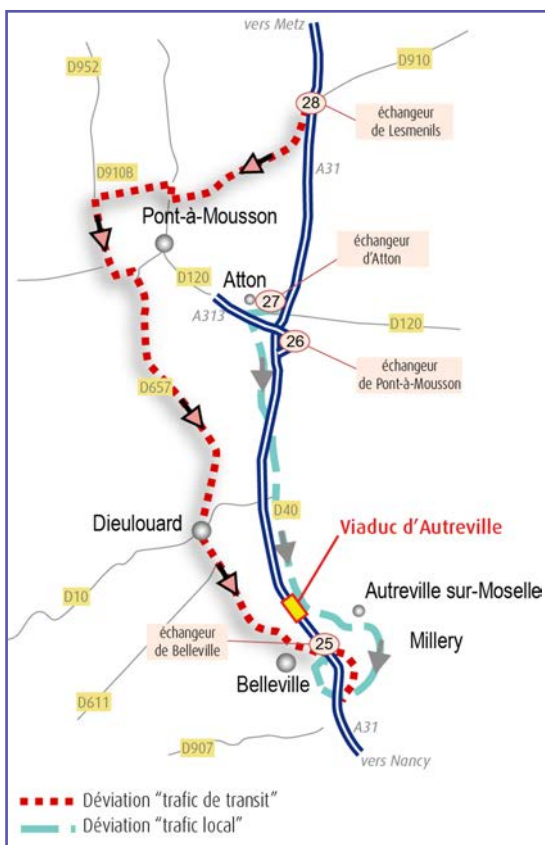 vers Metz
D952
D910
28
échangeur
de Lesmenils
A31
D910B
Pont-à-Mousson
échangeur
d'Atton
D120
Atton
27
A313
D120
26
échangeur
de Pont-à-Mousson
D657
D40
Dieulouard
Viaduc d'Autreville
D10
Autreville sur-Moselle
échangeur
de Belleville
25
Millery
Belleville
D611
A31
D907
vers Nancy
Déviation "trafic de transit"
Déviation "trafic local"